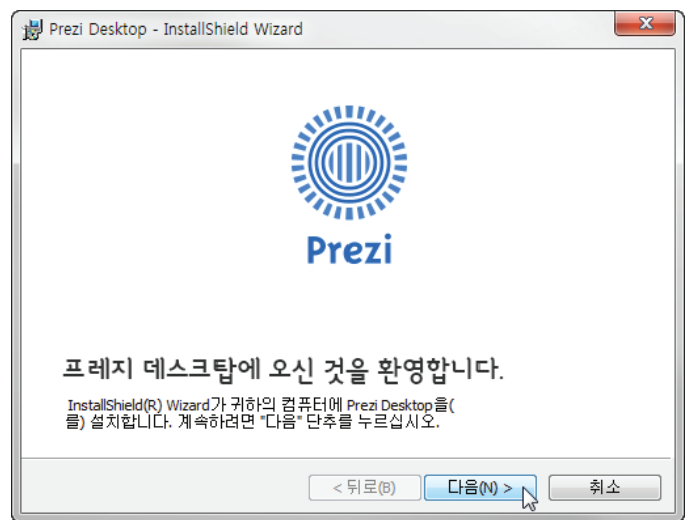 Prezi Desktop - InstallShield Wizard
Prezi
프레지 데스크탑에 오신 것을 환영합니다.
InstallShield(R) Wizard가 귀하의 컴퓨터에 Prezi Desktop을(
를) 설치합니다. 계속하려면 "다음" 단추를 누르십시오.
< 뒤로(B) 다음(N) > 취소